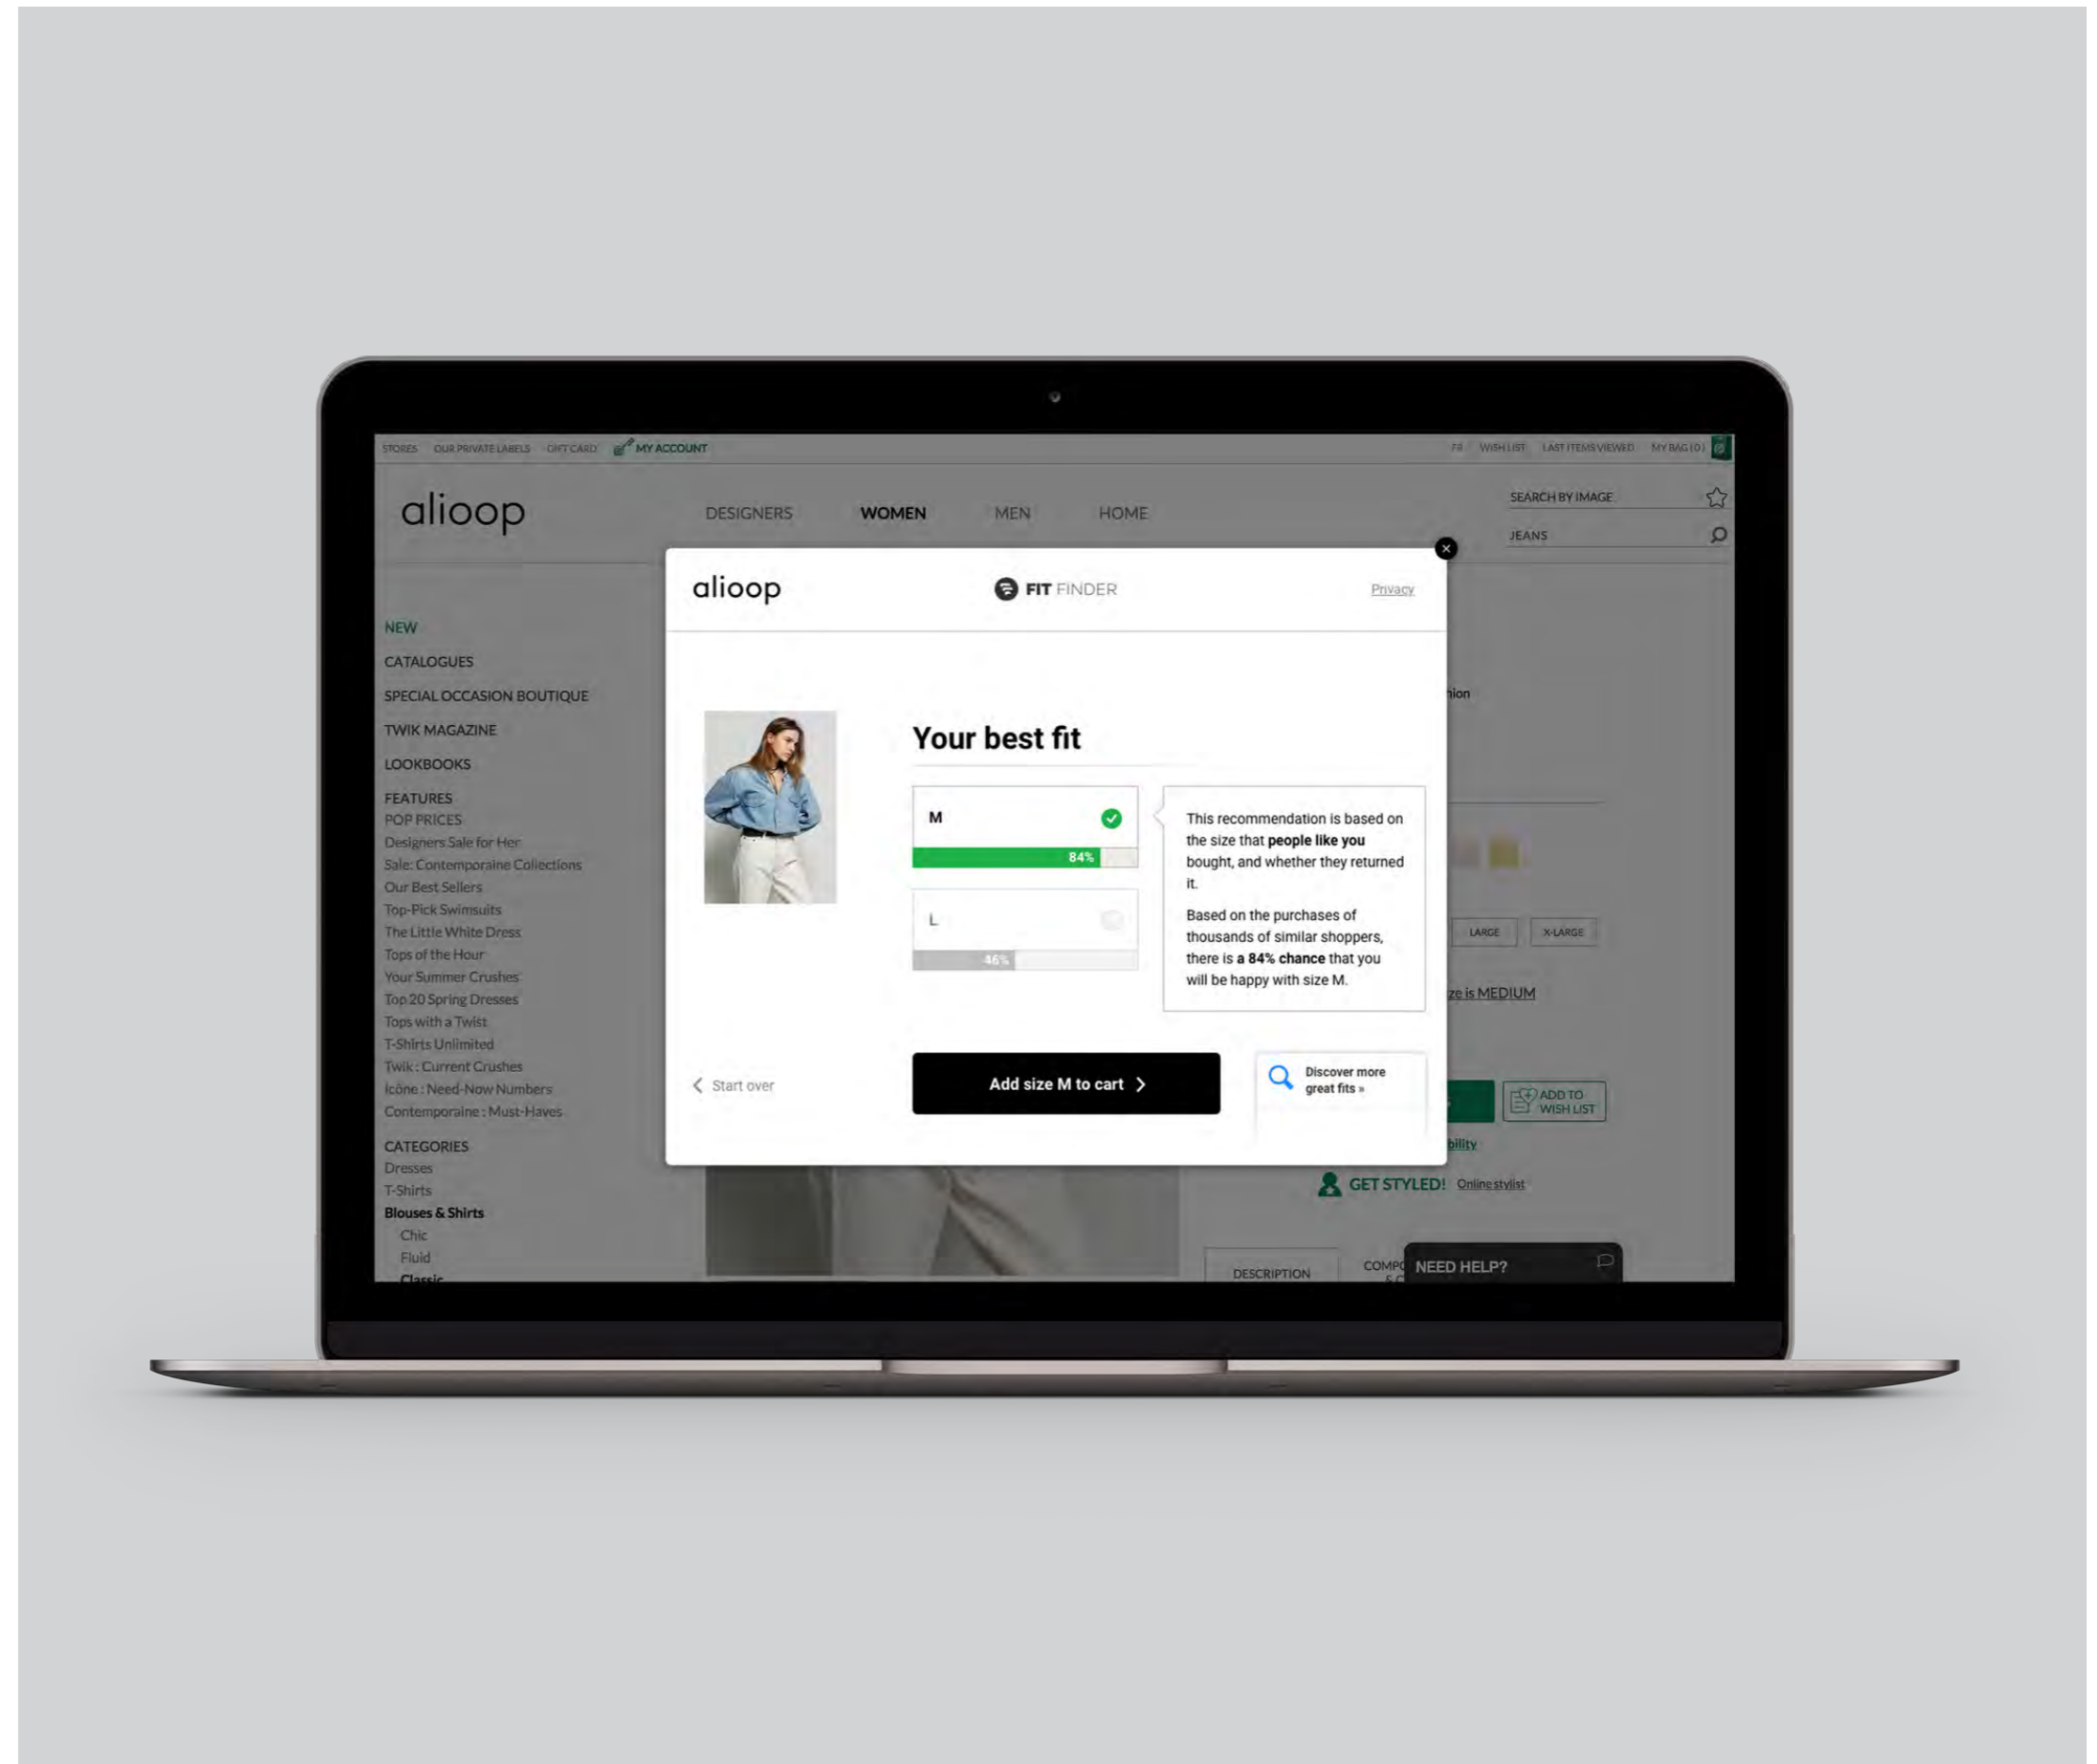 STORES OUR PRIVATE LABELS GIFT CARD MY ACCOUNT FR WISH LIST LAST ITEMS VIEWED MY BAG (0)
alioop DESIGNERS WOMEN MEN HOME
SEARCH BY IMAGE
JEANS
NEW
CATALOGUES
SPECIAL OCCASION BOUTIQUE
TWIK MAGAZINE
LOOKBOOKS
FEATURES
POP PRICES
Designers Sale for Her
Sale: Contemporaine Collections
Our Best Sellers
Top-Pick Swimsuits
The Little White Dress
Tops of the Hour
Your Summer Crushes
Top 20 Spring Dresses
Tops with a Twist
T-Shirts Unlimited
Twik : Current Crushes
Icône : Need-Now Numbers
Contemporaine : Must-Haves
CATEGORIES
Dresses
T-Shirts
Blouses & Shirts
Chic
Fluid
Classic
alioop FIT FINDER Privacy
Your best fit
M
84%
L
46%
This recommendation is based on
the size that people like you
bought, and whether they returned
it.
Based on the purchases of
thousands of similar shoppers,
there is a 84% chance that you
will be happy with size M.
Start over
Add size M to cart
Discover more
great fits »
LARGE X-LARGE
is MEDIUM
ADD TO
WISH LIST
GET STYLED! Online stylist
DESCRIPTION
NEED HELP?